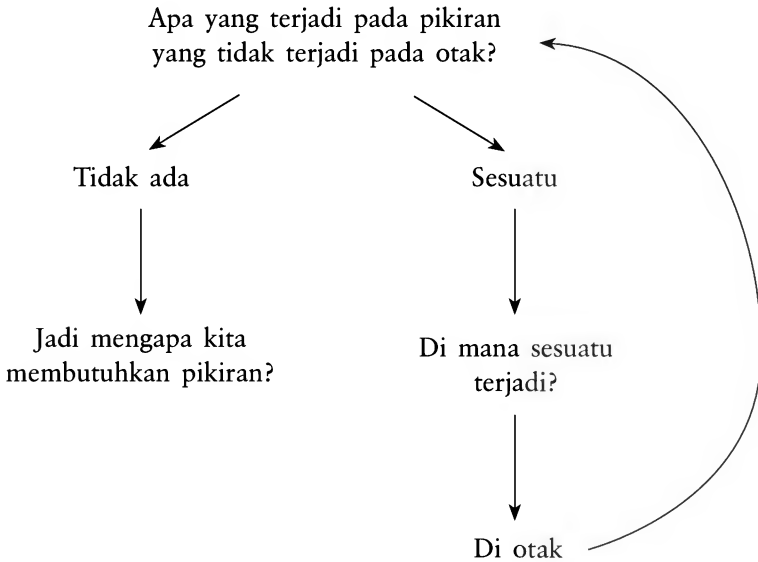 Apa yang terjadi pada pikiran
yang tidak terjadi pada otak?
Tidak ada
Sesuatu
Jadi mengapa kita
membutuhkan pikiran?
Di mana sesuatu
terjadi?
Di otak